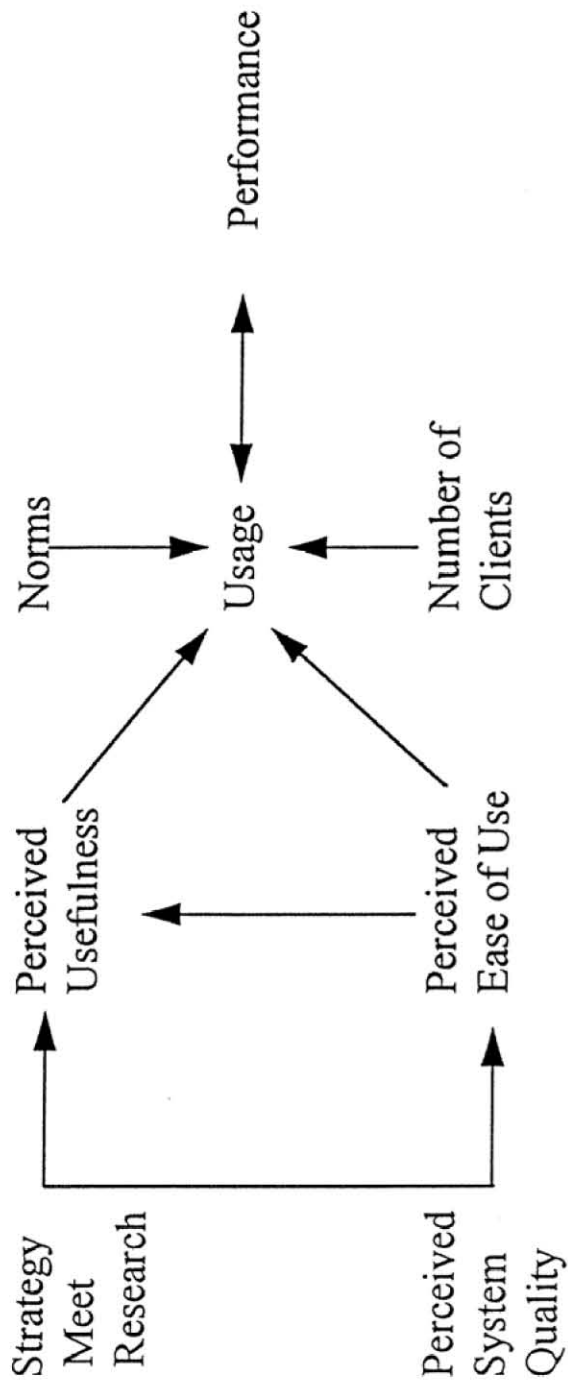 Strategy
Meet
Research
Perceived
System
Quality
Perceived
Usefulness
Perceived
Ease of Use
Norms
Usage
Number of
Clients
Performance